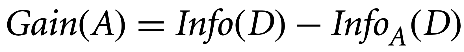 Gain(A) = Info(D) − Info_A(D)